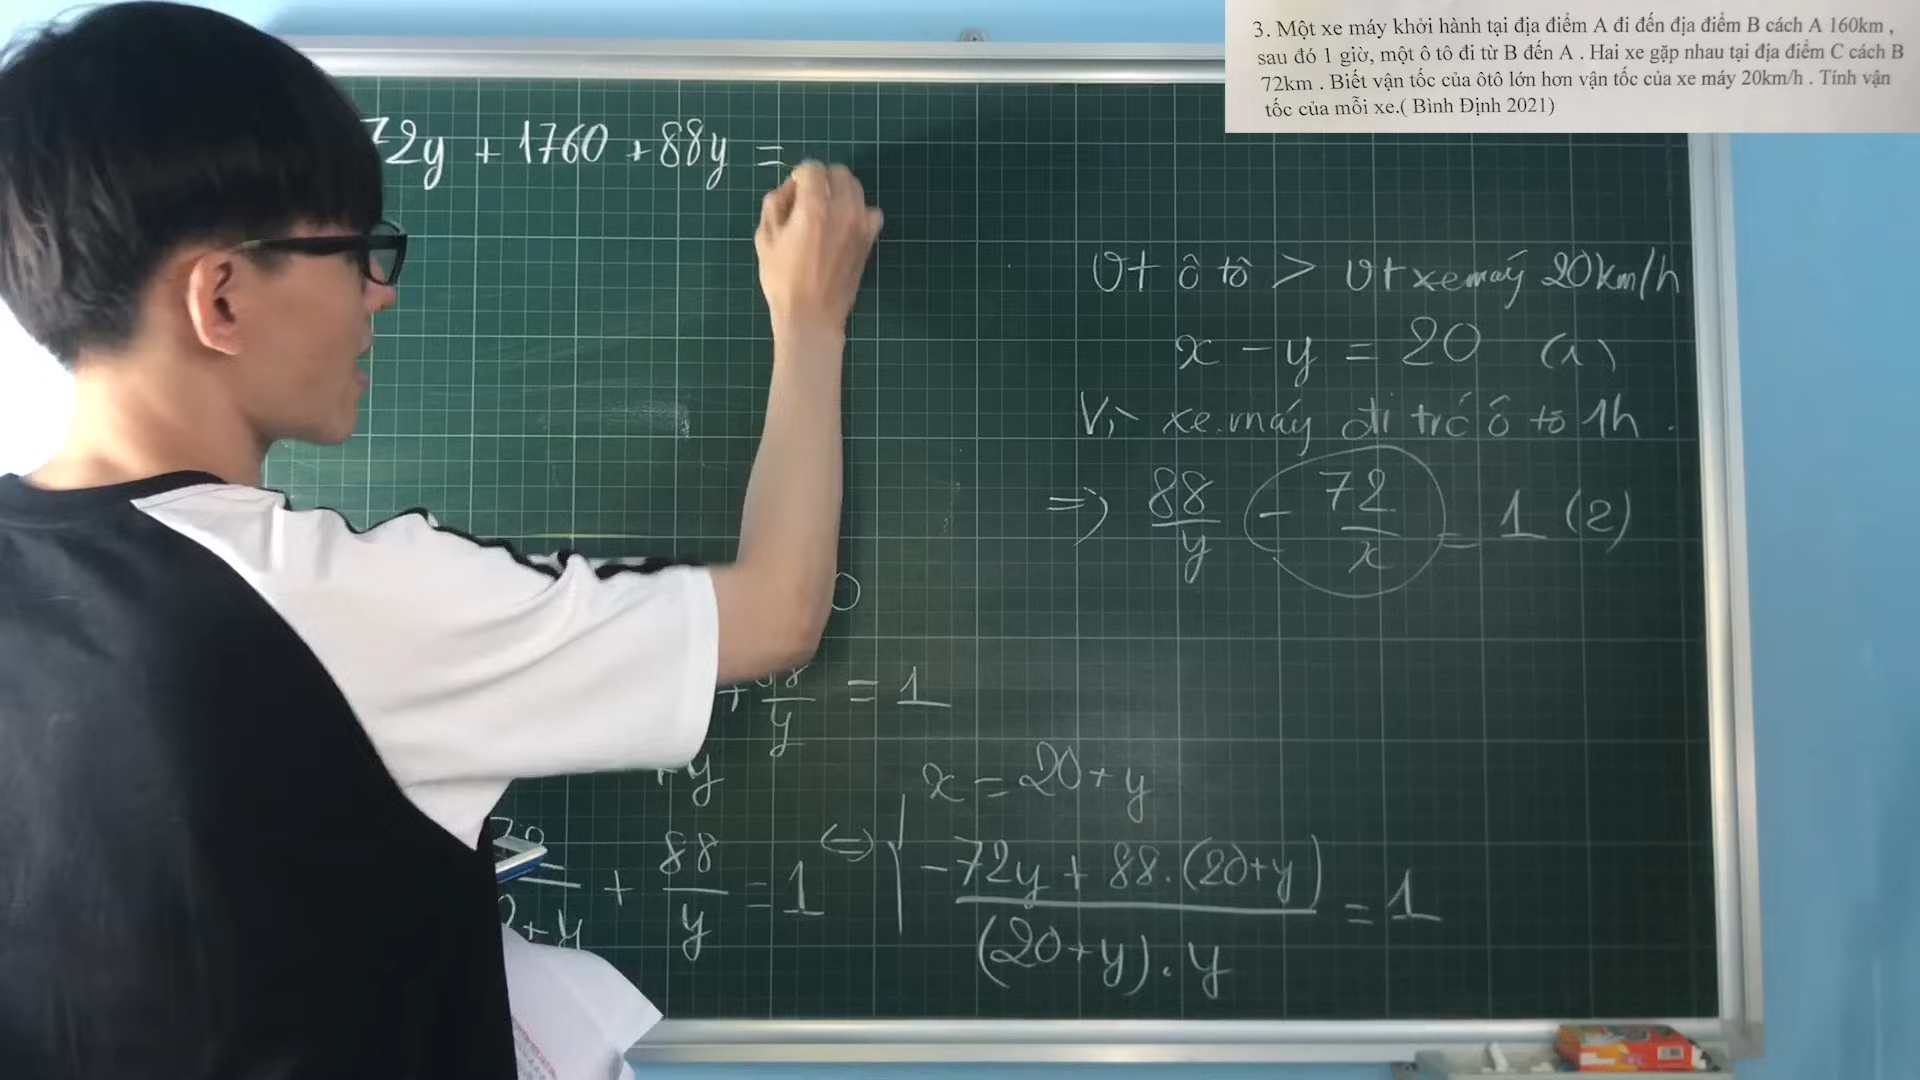 3. Một xe máy khởi hành tại địa điểm A đi đến địa điểm B cách A 160km ,
sau đó 1 giờ, một ô tô đi từ B đến A . Hai xe gặp nhau tại địa điểm C cách B
72km . Biết vận tốc của ôtô lớn hơn vận tốc của xe máy 20km/h . Tính vận
tốc của mỗi xe.( Bình Định 2021)
72y + 1760 + 88y =
vt ô tô > vt xe máy 20km/h
x - y = 20 (1)
Vì xe máy đi trc ô tô 1h .
=> 88/y - 72/x = 1 (2)
0
+ 88/y = 1
+y
+ 88/y = 1 <=>
x = 20 + y
(-72y + 88.(20+y))/((20+y).y) = 1